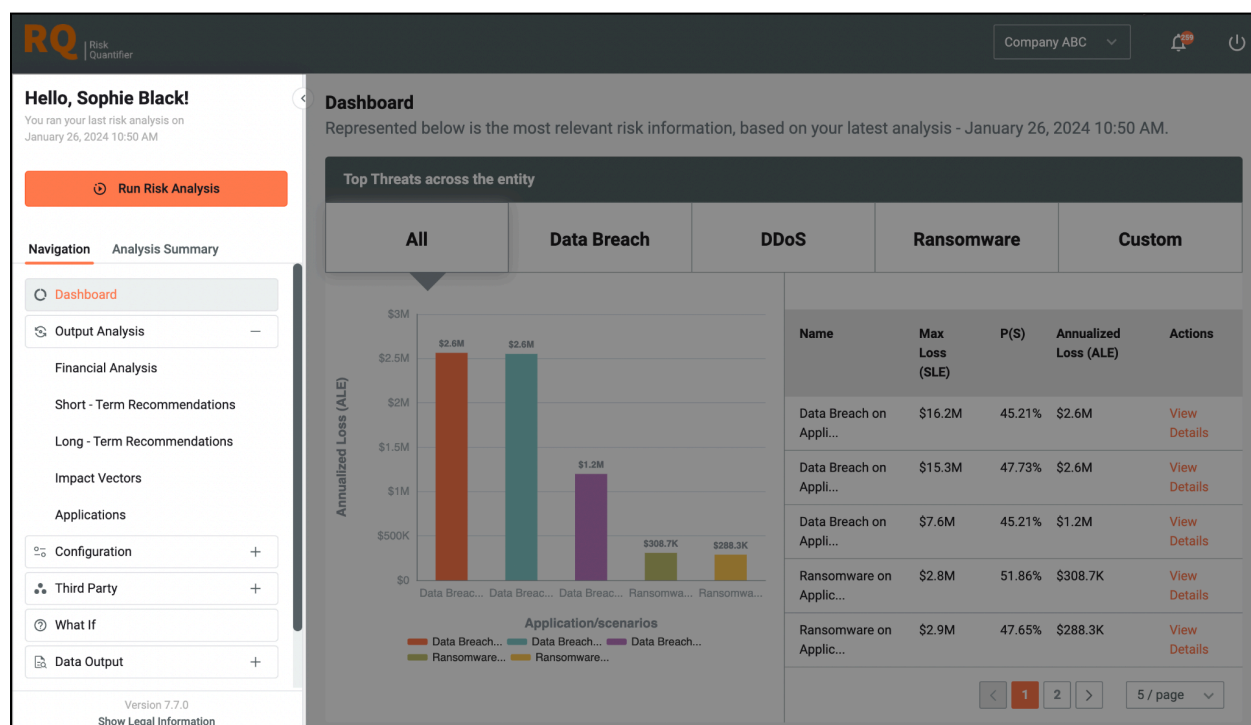 RQ
Risk
Quantifier
Company ABC
259
Hello, Sophie Black!
You ran your last risk analysis on
January 26, 2024 10:50 AM
Run Risk Analysis
Navigation
Analysis Summary
Dashboard
Output Analysis
Financial Analysis
Short - Term Recommendations
Long - Term Recommendations
Impact Vectors
Applications
Configuration
Third Party
What If
Data Output
Version 7.7.0
Show Legal Information
Dashboard
Represented below is the most relevant risk information, based on your latest analysis - January 26, 2024 10:50 AM.
Top Threats across the entity
All Data Breach DDoS Ransomware Custom
Annualized Loss (ALE)
$3M
$2.5M
$2M
$1.5M
$1M
$500K
$0
$2.6M $2.6M $1.2M $308.7K $288.3K
Data Breac... Data Breac... Data Breac... Ransomwa... Ransomwa...
Application/scenarios
Data Breach... Data Breach... Data Breach...
Ransomware... Ransomware...
Name Max Loss (SLE) P(S) Annualized Loss (ALE) Actions
Data Breach on Appli... $16.2M 45.21% $2.6M View Details
Data Breach on Appli... $15.3M 47.73% $2.6M View Details
Data Breach on Appli... $7.6M 45.21% $1.2M View Details
Ransomware on Applic... $2.8M 51.86% $308.7K View Details
Ransomware on Applic... $2.9M 47.65% $288.3K View Details
< 1 2 > 5 / page